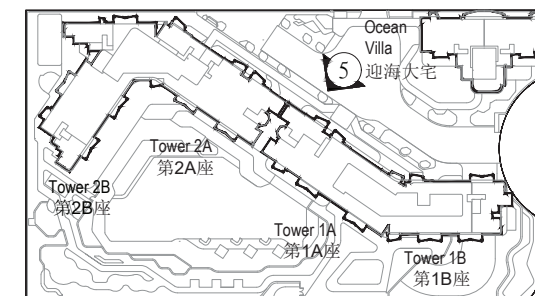 Ocean
Villa
迎海大宅
5
Tower 2A
第2A座
Tower 2B
第2B座
Tower 1A
第1A座
Tower 1B
第1B座